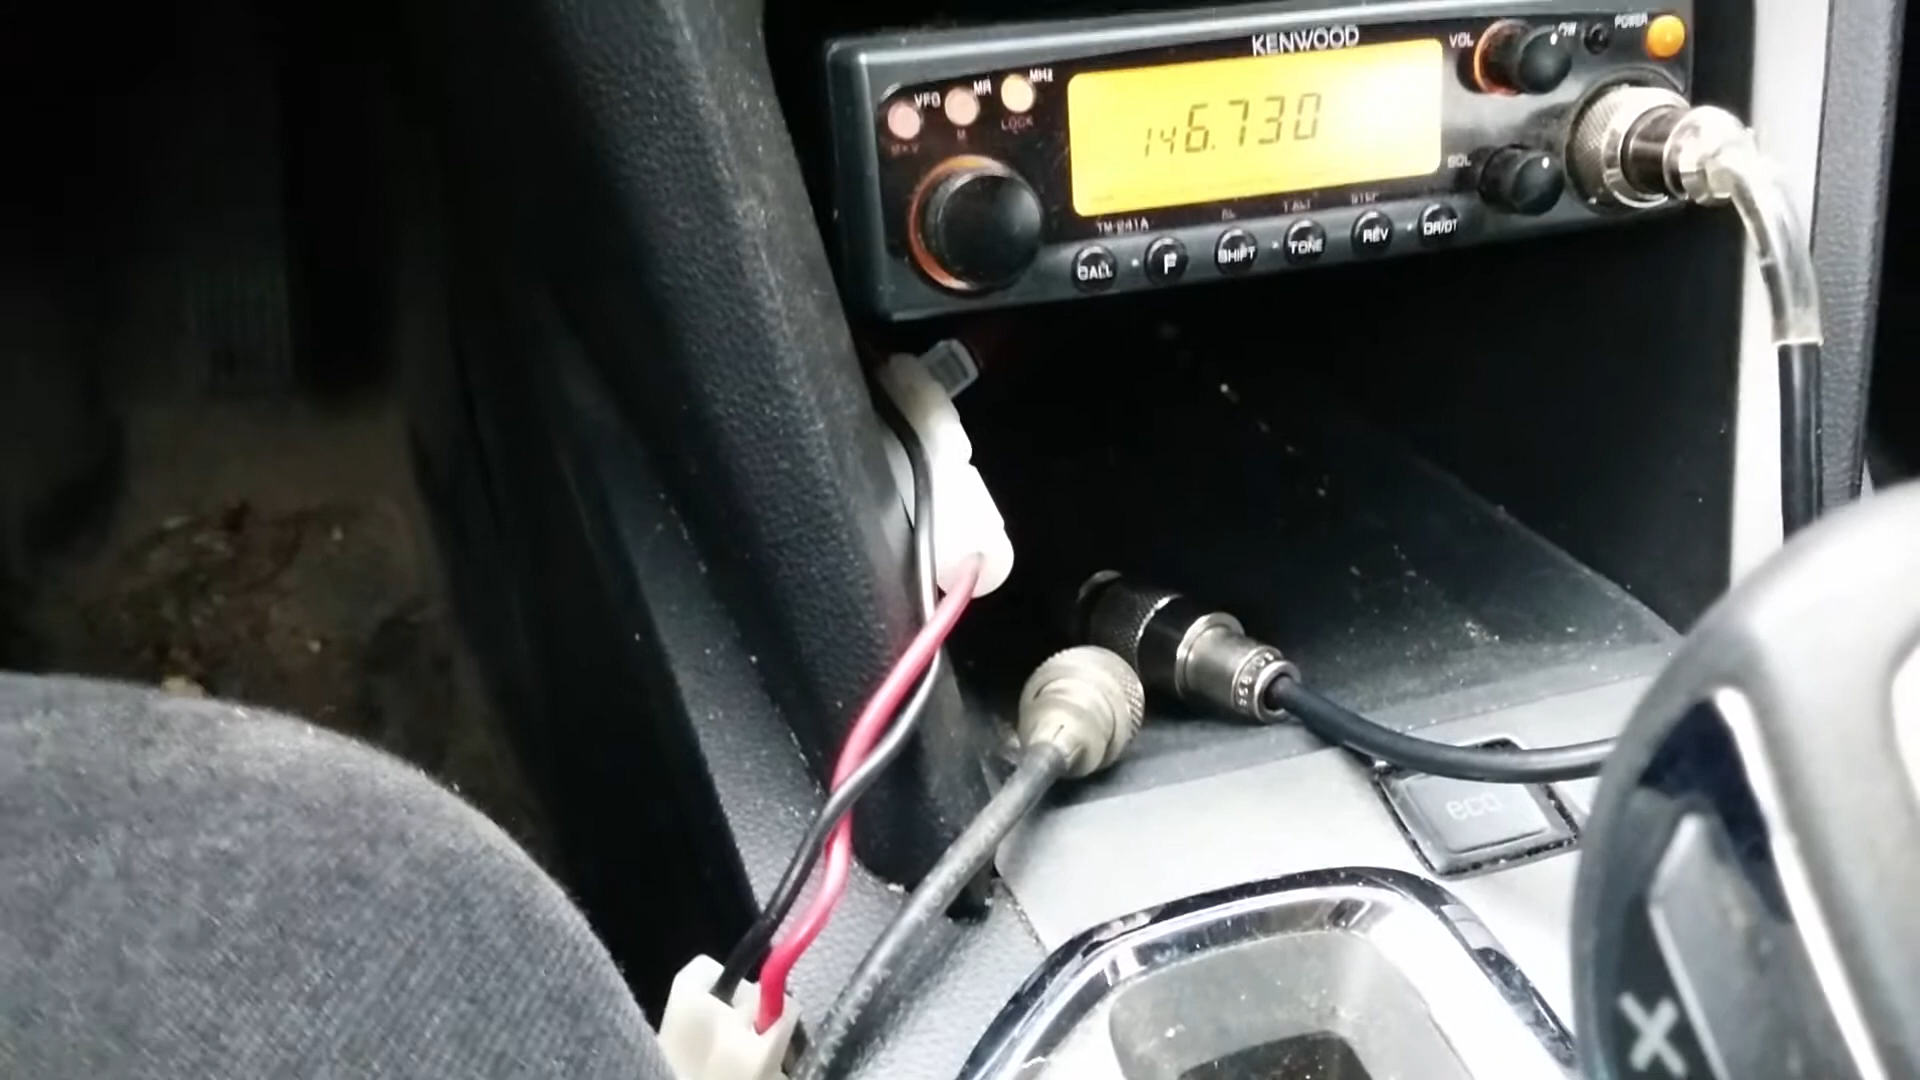 KENWOOD
VOL
POWER
VFO
MR
MHz
M
LOCK
146.730
SQL
TM-241A
STEP
CALL
F
SHIFT
TONE
REV
DR/DT
eco